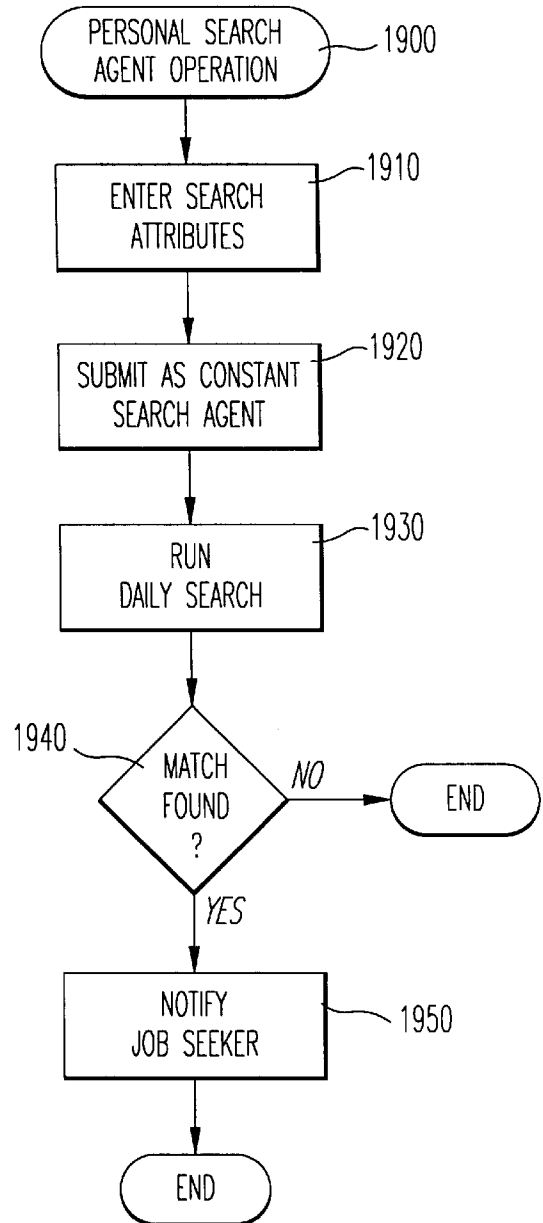 PERSONAL SEARCH
AGENT OPERATION
1900
1910
ENTER SEARCH
ATTRIBUTES
1920
SUBMIT AS CONSTANT
SEARCH AGENT
1930
RUN
DAILY SEARCH
1940
MATCH
FOUND
?
NO
END
YES
NOTIFY
JOB SEEKER
1950
END